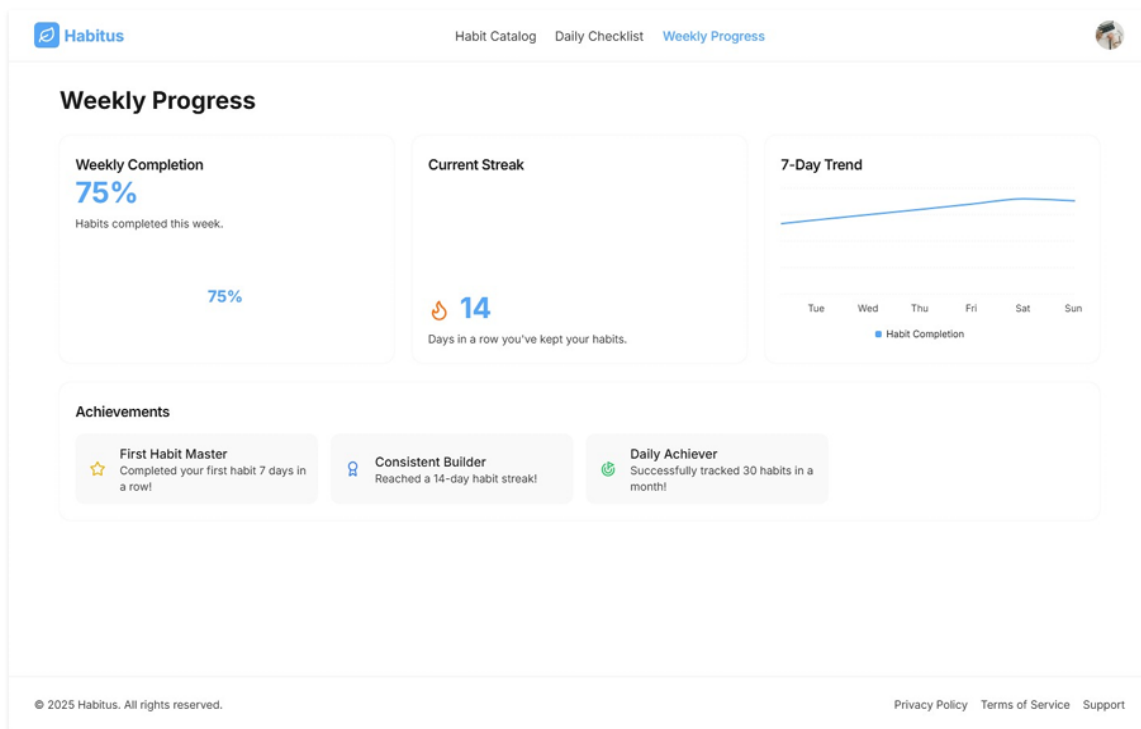 Habitus
Habit Catalog Daily Checklist Weekly Progress
Weekly Progress
Weekly Completion
75%
Habits completed this week.
75%
Current Streak
14
Days in a row you've kept your habits.
7-Day Trend
Tue Wed Thu Fri Sat Sun
Habit Completion
Achievements
First Habit Master
Completed your first habit 7 days in
a row!
Consistent Builder
Reached a 14-day habit streak!
Daily Achiever
Successfully tracked 30 habits in a
month!
© 2025 Habitus. All rights reserved.
Privacy Policy Terms of Service Support